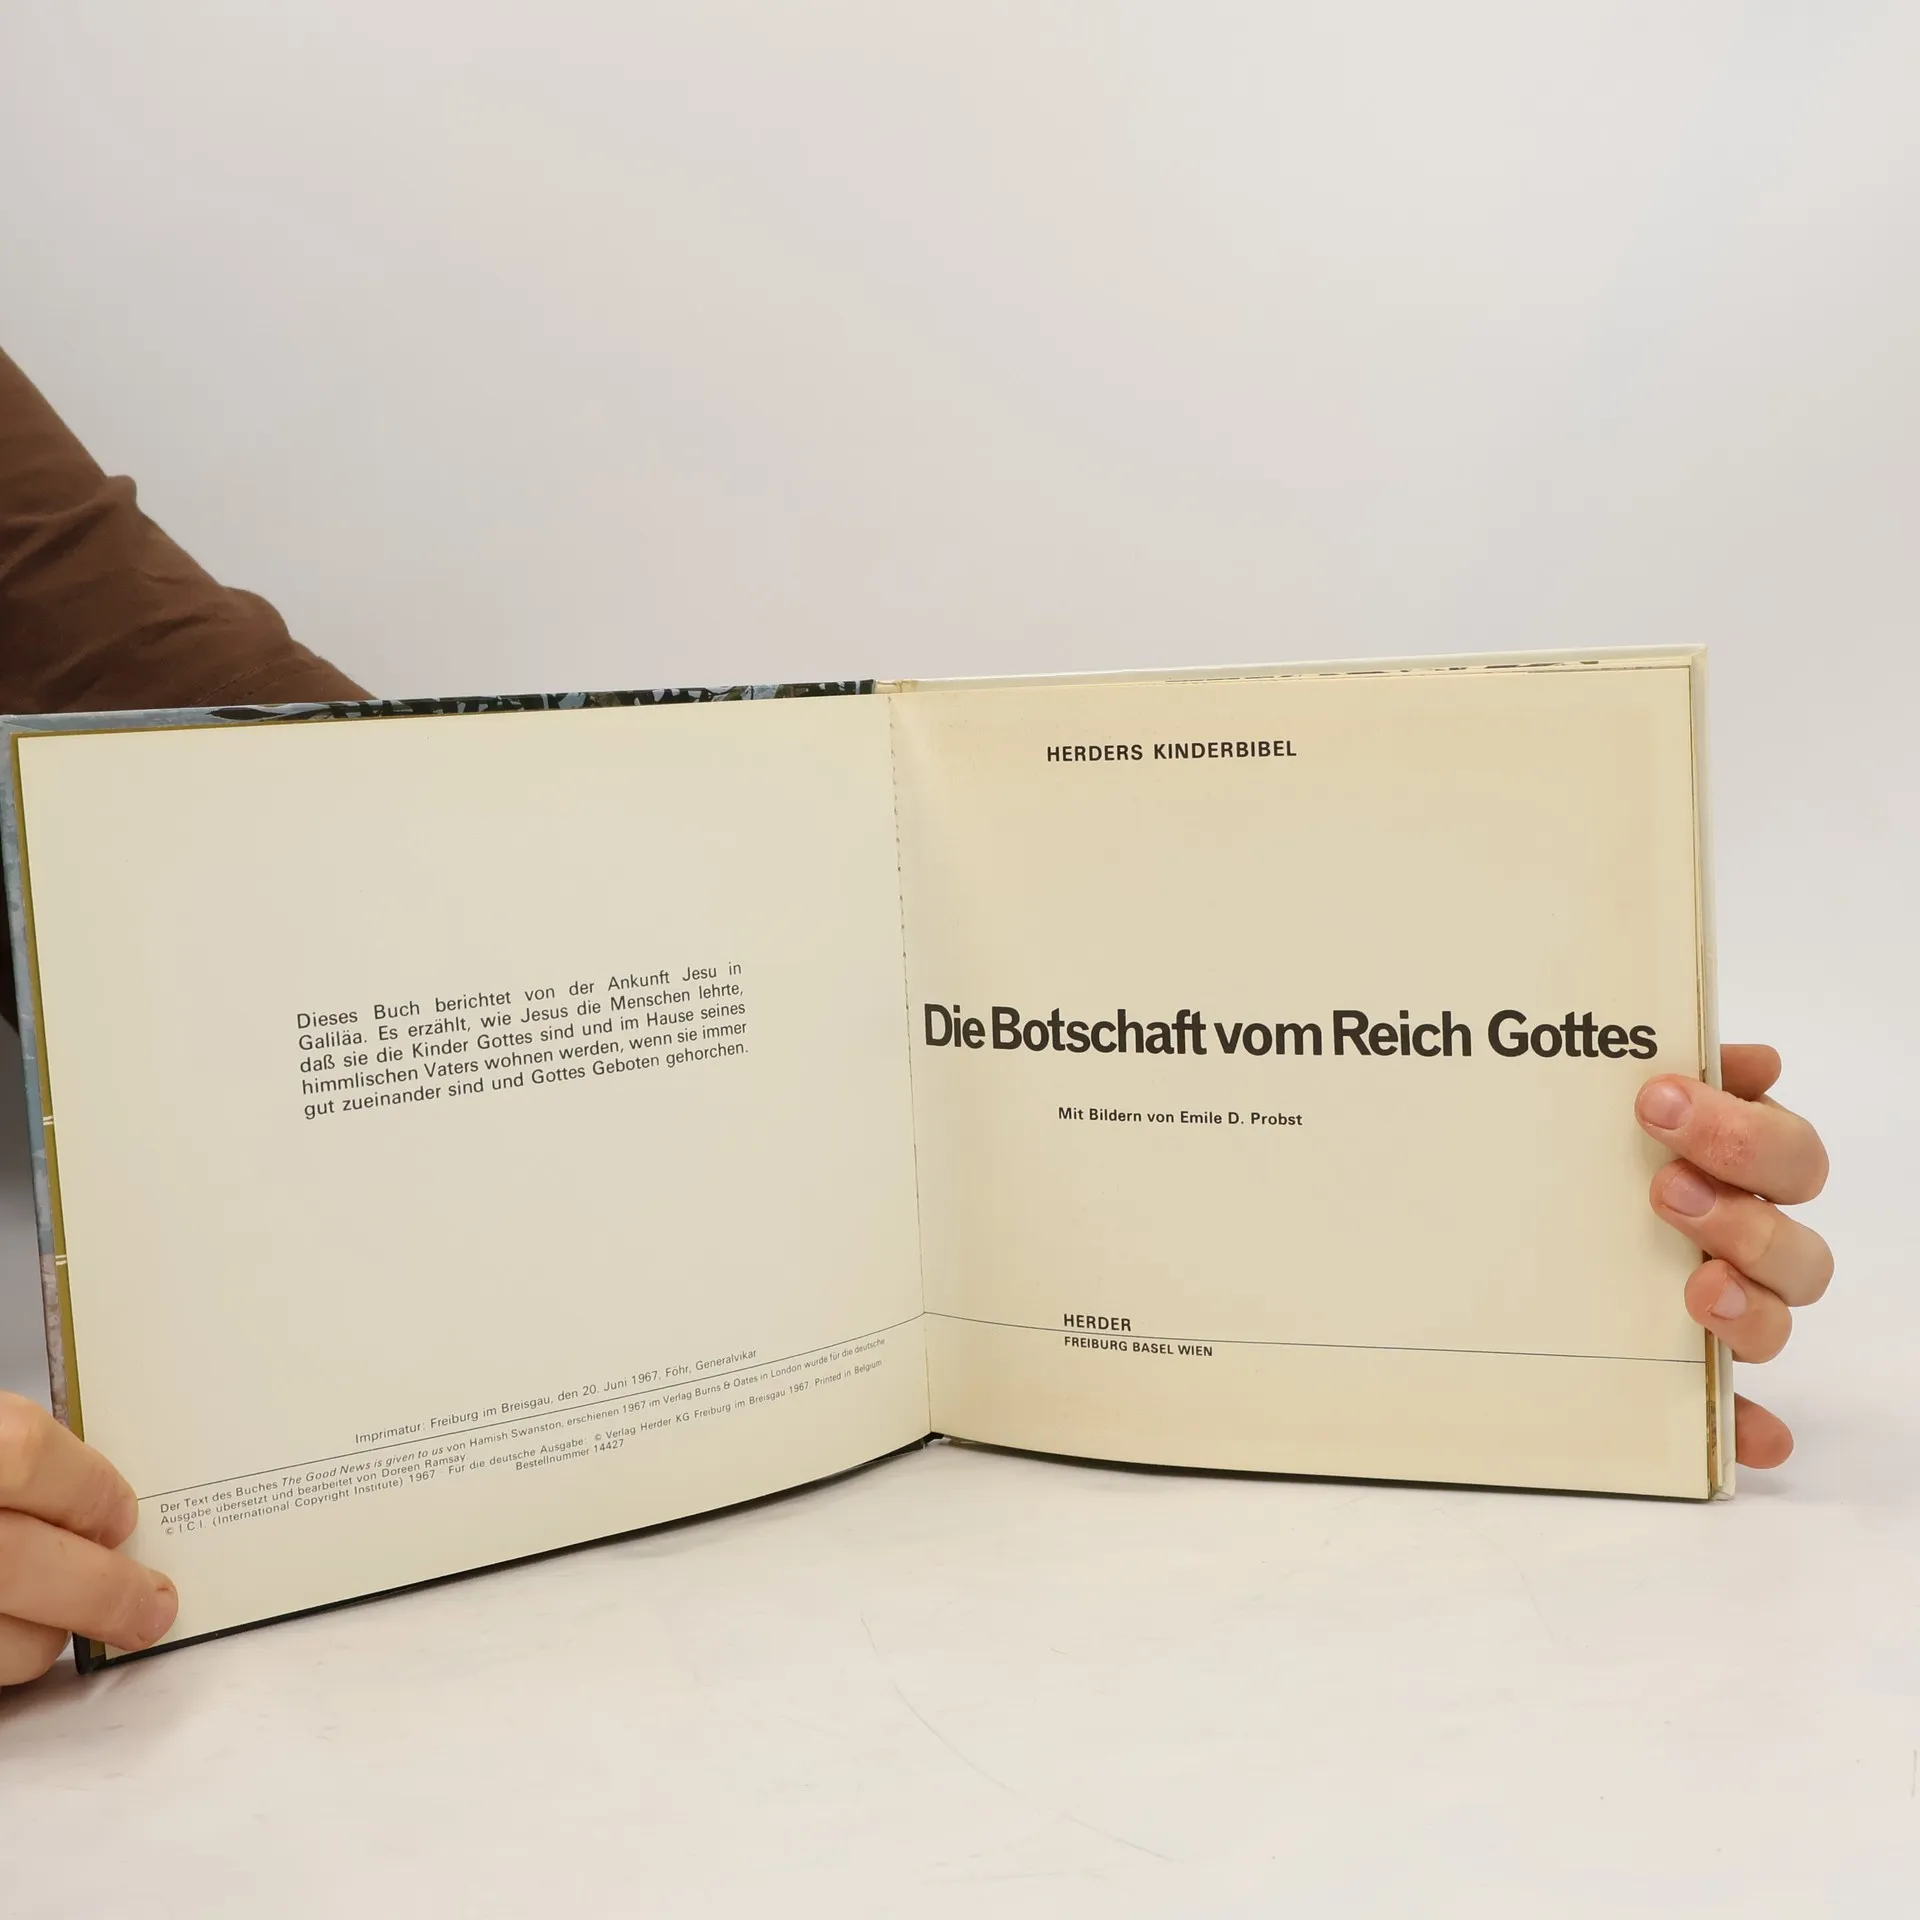 Dieses Buch berichtet von der Ankunft Jesu in
Galiläa. Es erzählt, wie Jesus die Menschen lehrte,
daß sie die Kinder Gottes sind und im Hause seines
himmlischen Vaters wohnen werden, wenn sie immer
gut zueinander sind und Gottes Geboten gehorchen.
Imprimatur: Freiburg im Breisgau, den 20. Juni 1967. Föhr, Generalvikar
Der Text des Buches The Good News is given to us von Hamish Swanston, erschienen 1967 im Verlag Burns & Oates in London wurde für die deutsche
Ausgabe übersetzt und bearbeitet von Doreen Ramsay
© I.C.I. (International Copyright Institute) 1967 · Für die deutsche Ausgabe: © Verlag Herder KG Freiburg im Breisgau 1967. Printed in Belgium
Bestellnummer 14427
HERDERS KINDERBIBEL
Die Botschaft vom Reich Gottes
Mit Bildern von Emile D. Probst
HERDER
FREIBURG BASEL WIEN